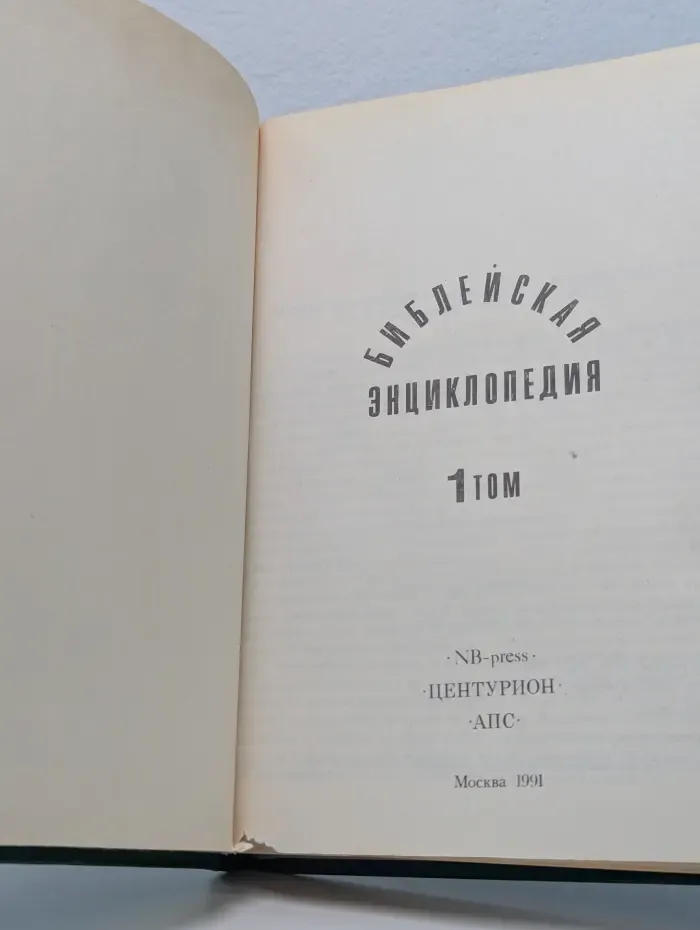 БИБЛЕЙСКАЯ
ЭНЦИКЛОПЕДИЯ
1 ТОМ
·NB-press·
·ЦЕНТУРИОН·
·АПС·
Москва 1991